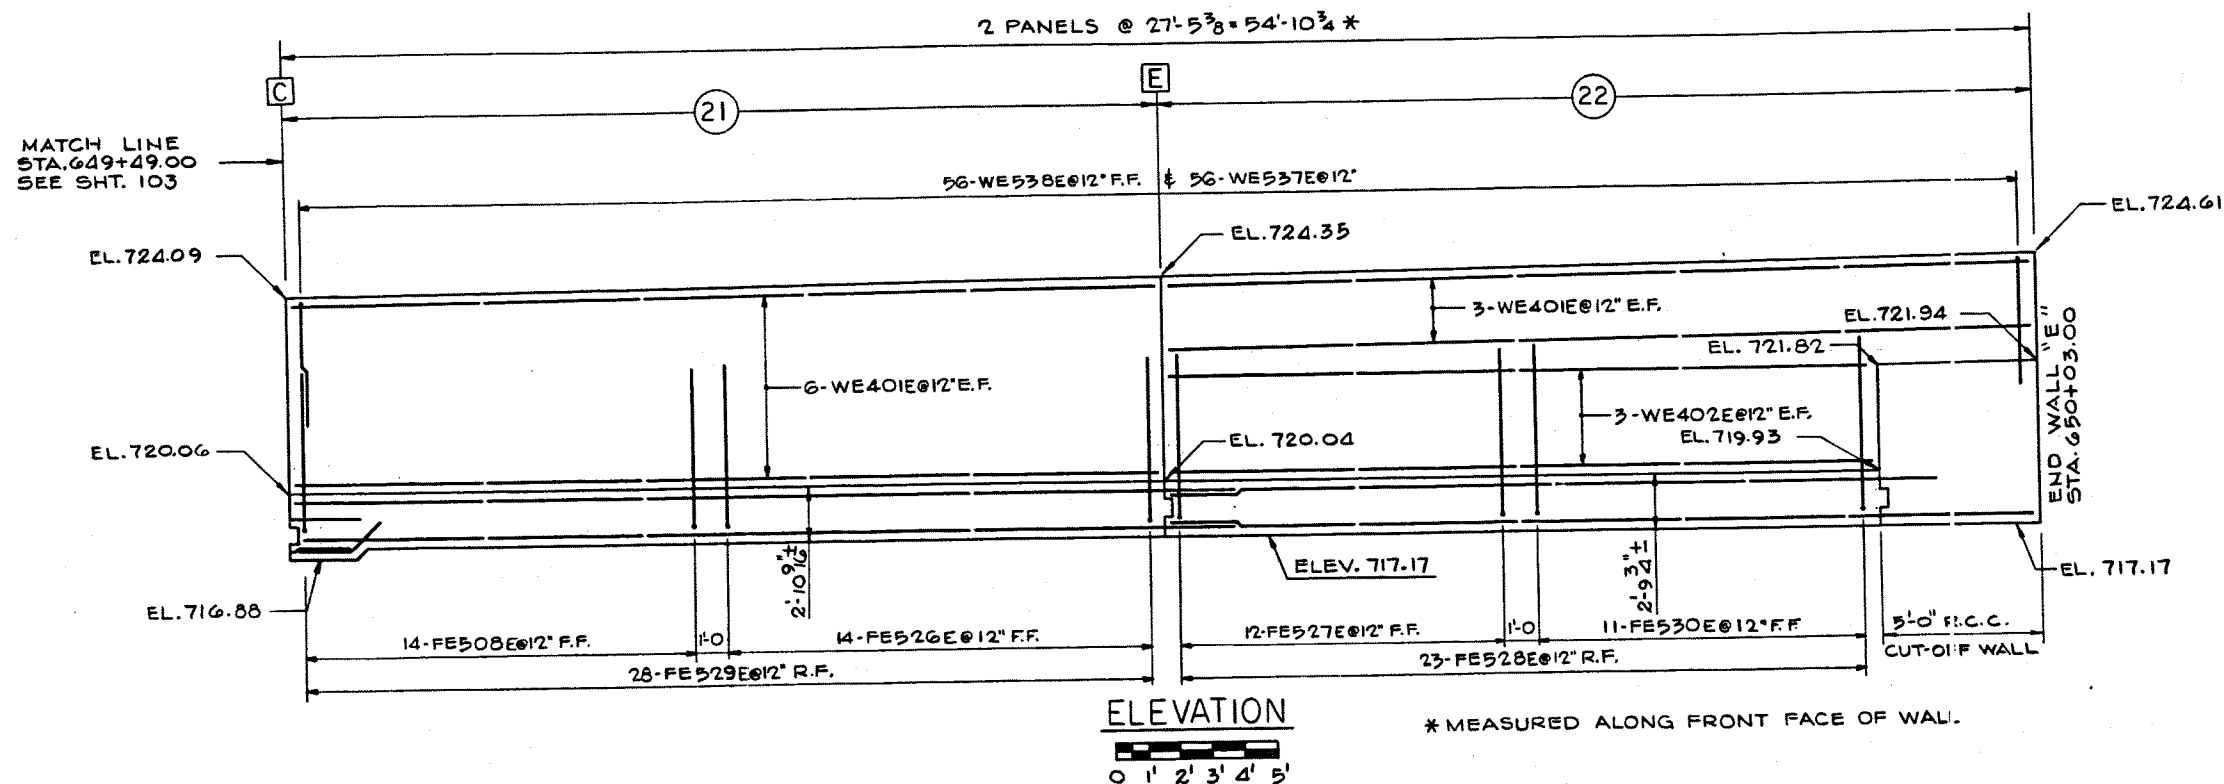 2 PANELS @ 27'-5 3/8 = 54'-10 3/4 *
C
E
21
22
MATCH LINE
STA. 649+49.00
SEE SHT. 103
56-WE538E@12" F.F. & 56-WE537E@12"
EL. 724.61
EL. 724.35
EL. 724.09
3-WE401E@12" E.F.
EL. 721.94
EL. 721.82
6-WE401E@12" E.F.
3-WE402E@12" E.F.
END WALL "E"
STA. 650+03.00
EL. 720.06
EL. 720.04
EL. 719.93
2'-10 9/16"±
2'-9 3/4"±
ELEV. 717.17
EL. 717.17
EL. 716.88
14-FE508E@12" F.F.
1'-0
14-FE526E@12" F.F.
12-FE527E@12" F.F.
1'-0
11-FE530E@12" F.F
5'-0" R.C.C.
CUT-OFF WALL
28-FE529E@12" R.F.
23-FE528E@12" R.F.
ELEVATION
0 1' 2' 3' 4' 5'
* MEASURED ALONG FRONT FACE OF WALL.